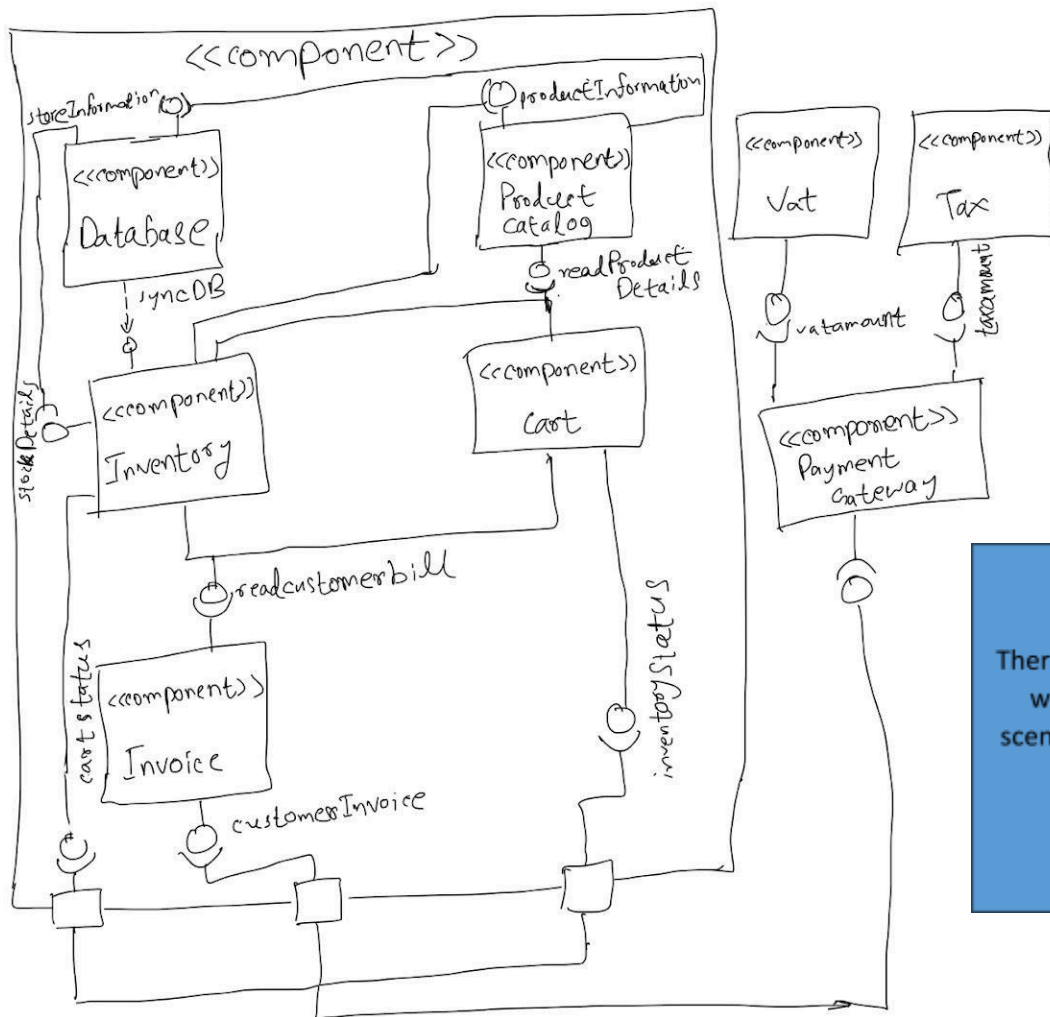 <<component>>
storeInformation
productInformation
<<component>>
Database
<<component>>
Product
catalog
<<component>>
Vat
<<component>>
Tax
syncDB
readProduct
Details
vatamount
taxamount
stockDetails
<<component>>
Inventory
<<component>>
Cart
<<component>>
Payment
Gateway
readcustomerbill
cartstatus
<<component>>
Invoice
customerInvoice
Ther
w
scen